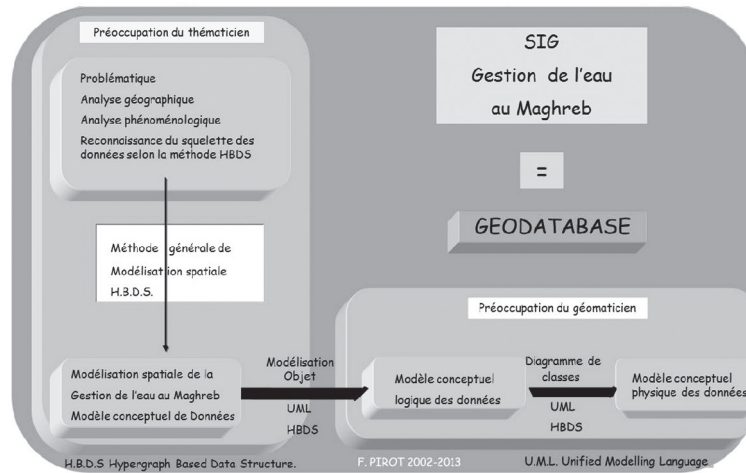 Préoccupation du thématicien
Problématique
Analyse géographique
Analyse phénoménologique
Reconnaissance du squelette des
données selon la méthode HBDS
Méthode générale de
Modélisation spatiale
H.B.D.S.
Modélisation spatiale de la
Gestion de l'eau au Maghreb
Modèle conceptuel de Données
SIG
Gestion de l'eau
au Maghreb
=
GEODATABASE
Préoccupation du géomaticien
Modélisation
Objet
UML
HBDS
Modèle conceptuel
logique des données
Diagramme de
classes
UML
HBDS
Modèle conceptuel
physique des données
H.B.D.S Hypergraph Based Data Structure.
F. PIROT 2002-2013
U.M.L. Unified Modelling Language